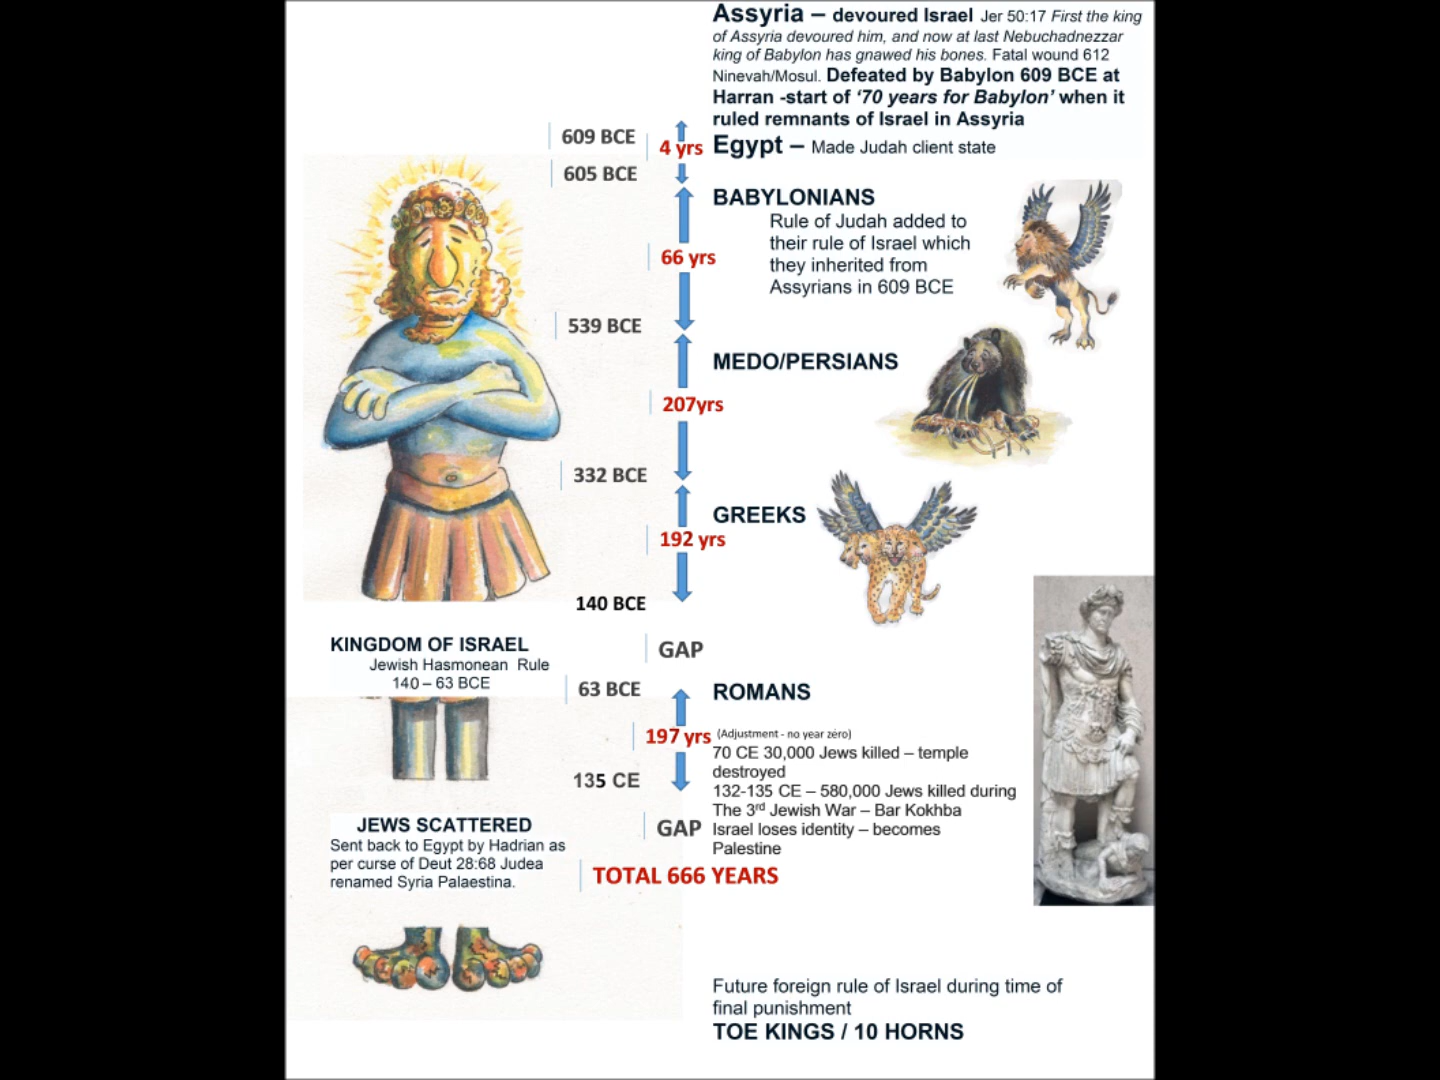 Assyria – devoured Israel Jer 50:17 First the king
of Assyria devoured him, and now at last Nebuchadnezzar
king of Babylon has gnawed his bones. Fatal wound 612
Ninevah/Mosul. Defeated by Babylon 609 BCE at
Harran -start of ‘70 years for Babylon’ when it
ruled remnants of Israel in Assyria
609 BCE
4 yrs
Egypt – Made Judah client state
605 BCE
BABYLONIANS
Rule of Judah added to
their rule of Israel which
they inherited from
Assyrians in 609 BCE
66 yrs
539 BCE
MEDO/PERSIANS
207yrs
332 BCE
GREEKS
192 yrs
140 BCE
KINGDOM OF ISRAEL
Jewish Hasmonean Rule
140 – 63 BCE
GAP
63 BCE
ROMANS
197 yrs
(Adjustment - no year zero)
70 CE 30,000 Jews killed – temple
destroyed
132-135 CE – 580,000 Jews killed during
The 3rd Jewish War – Bar Kokhba
Israel loses identity – becomes
Palestine
135 CE
JEWS SCATTERED
Sent back to Egypt by Hadrian as
per curse of Deut 28:68 Judea
renamed Syria Palaestina.
GAP
TOTAL 666 YEARS
Future foreign rule of Israel during time of
final punishment
TOE KINGS / 10 HORNS